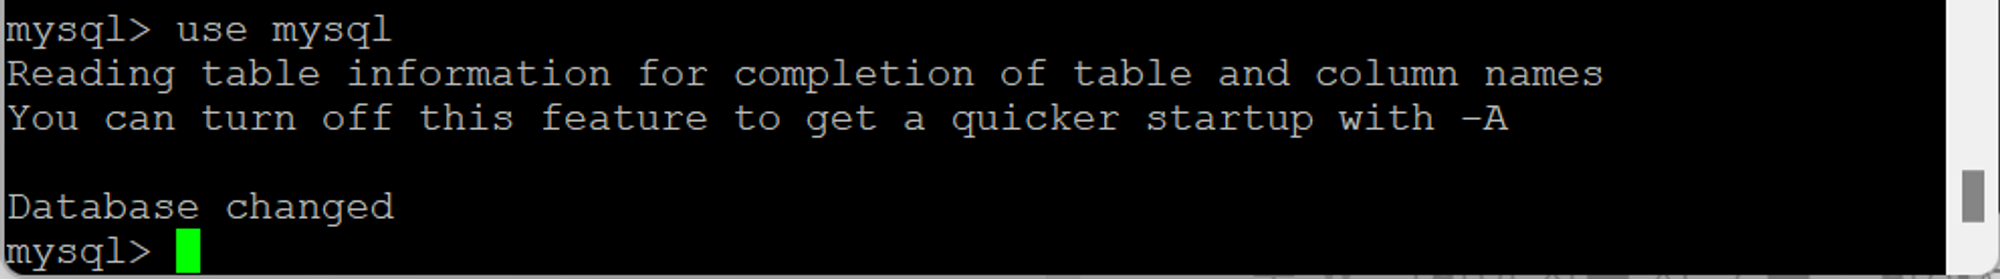 mysql> use mysql
Reading table information for completion of table and column names
You can turn off this feature to get a quicker startup with -A
Database changed
mysql>